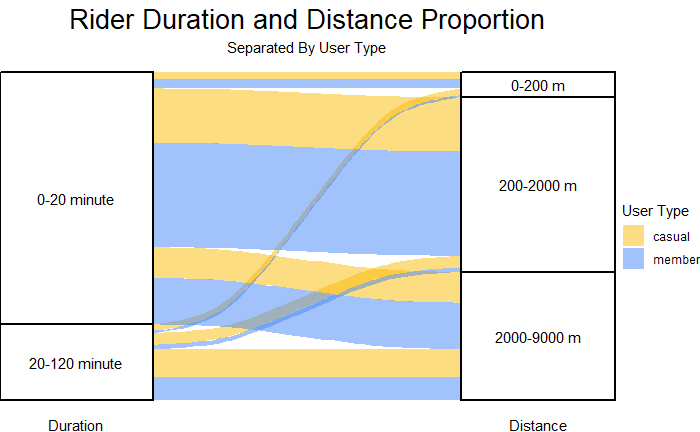 Rider Duration and Distance Proportion
Separated By User Type
0-200 m
0-20 minute
200-2000 m
User Type
casual
member
2000-9000 m
20-120 minute
Duration
Distance